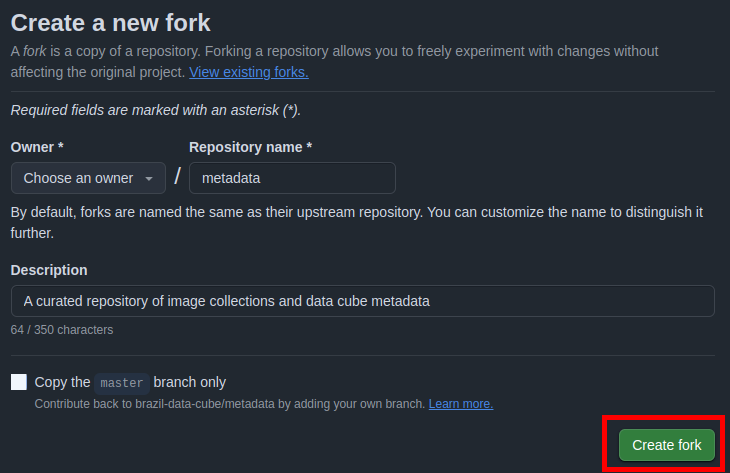 Create a new fork
A fork is a copy of a repository. Forking a repository allows you to freely experiment with changes without
affecting the original project. View existing forks.
Required fields are marked with an asterisk (*).
Owner * Repository name *
Choose an owner / metadata
By default, forks are named the same as their upstream repository. You can customize the name to distinguish it
further.
Description
A curated repository of image collections and data cube metadata
64 / 350 characters
Copy the master branch only
Contribute back to brazil-data-cube/metadata by adding your own branch. Learn more.
Create fork